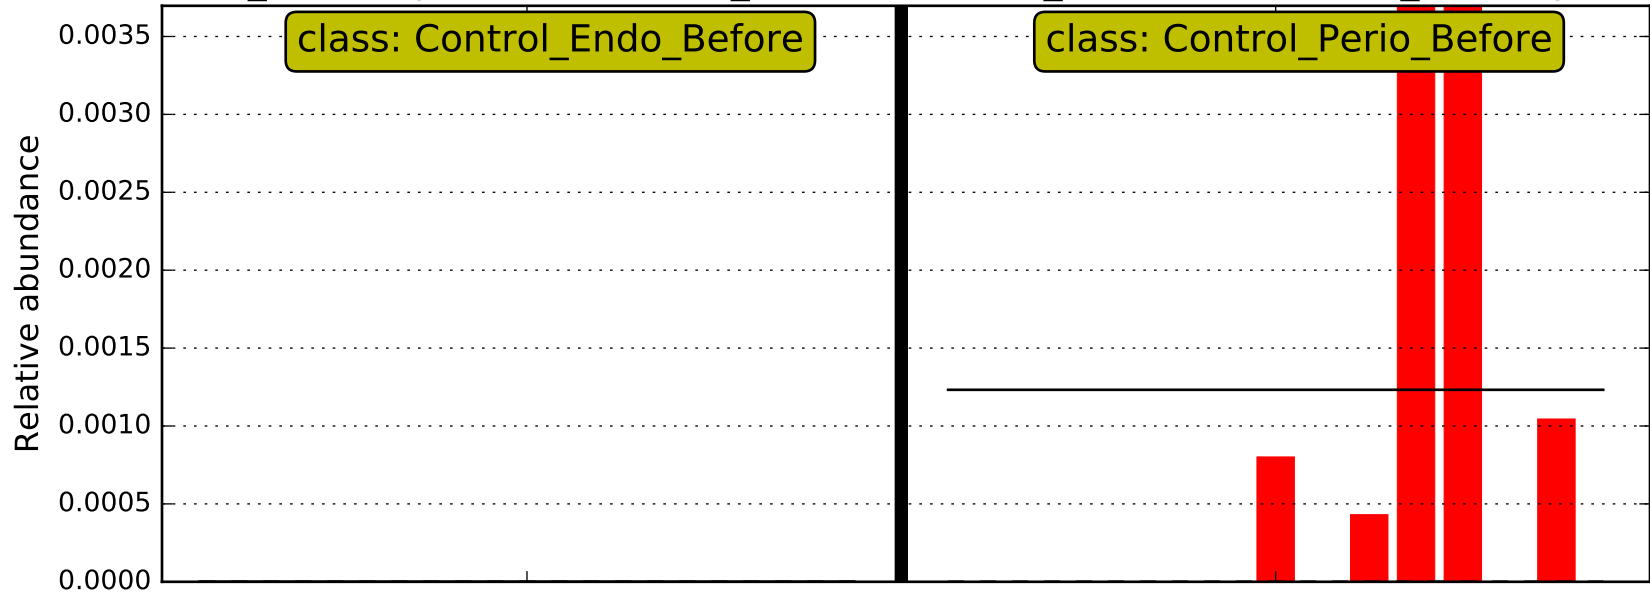 class: Control_Endo_Before
class: Control_Perio_Before
Relative abundance
0.0035
0.0030
0.0025
0.0020
0.0015
0.0010
0.0005
0.0000